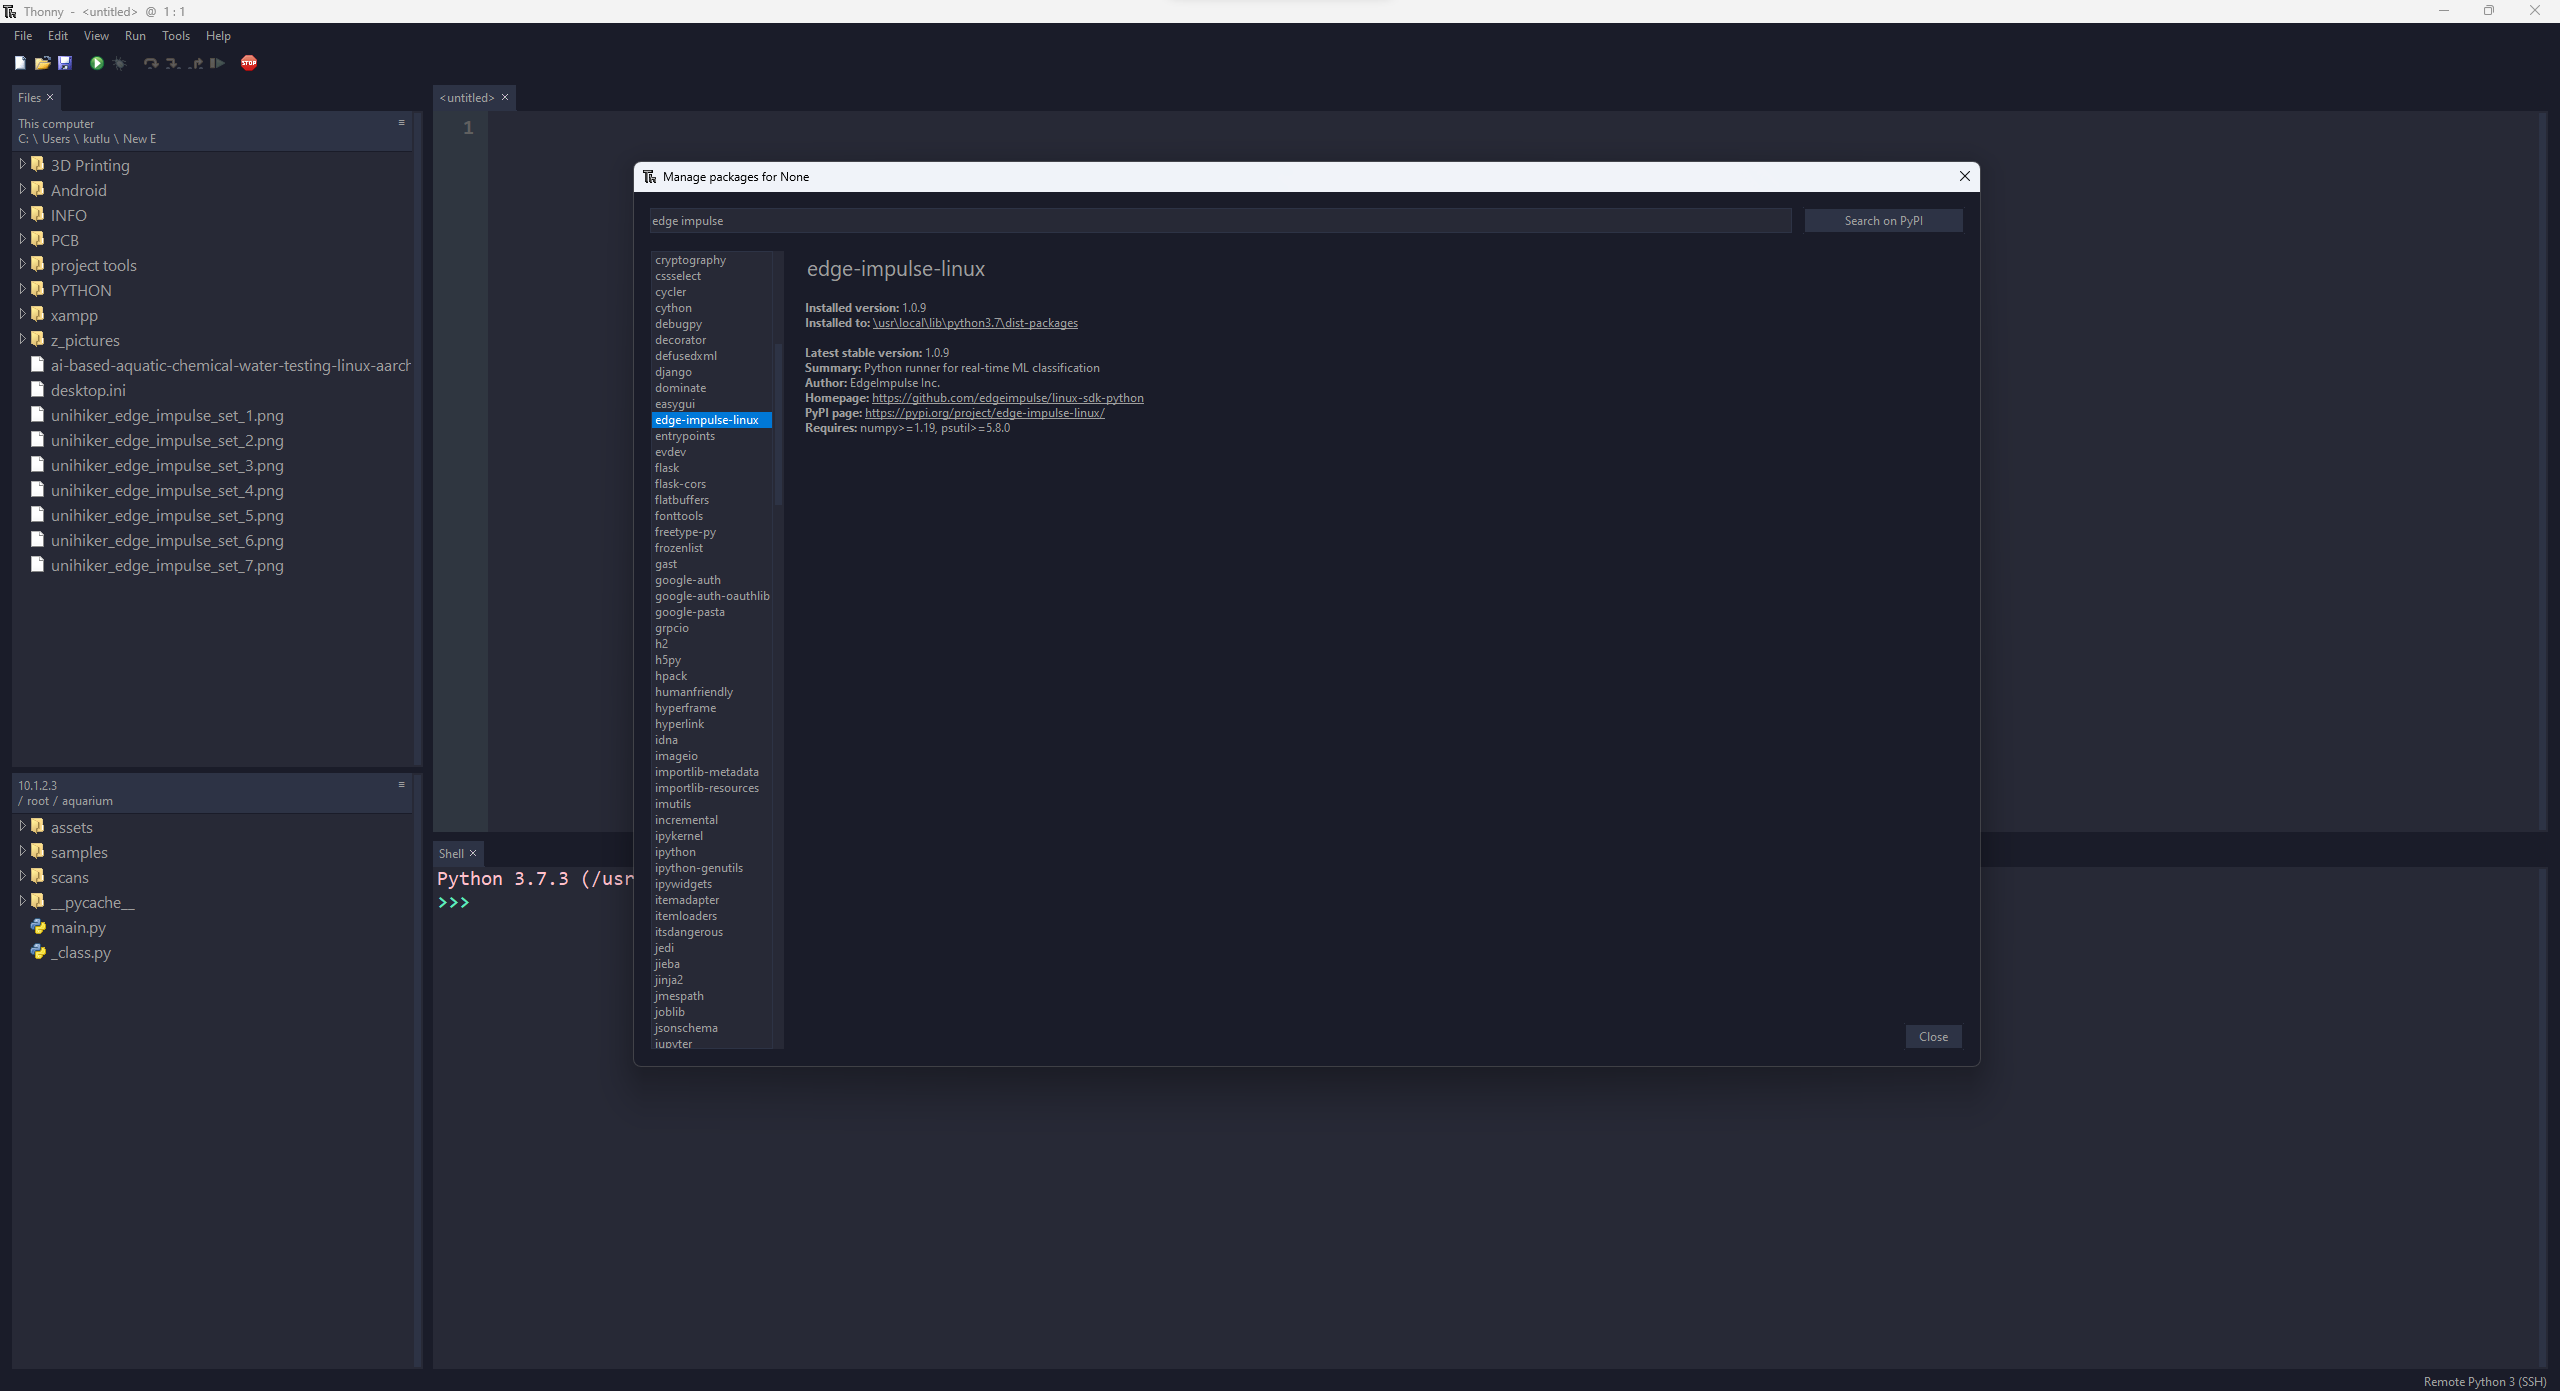 Thonny - <untitled> @ 1 : 1
File Edit View Run Tools Help
STOP
Files
This computer
C: \ Users \ kutlu \ New E
3D Printing
Android
INFO
PCB
project tools
PYTHON
xampp
z_pictures
ai-based-aquatic-chemical-water-testing-linux-aarch
desktop.ini
unihiker_edge_impulse_set_1.png
unihiker_edge_impulse_set_2.png
unihiker_edge_impulse_set_3.png
unihiker_edge_impulse_set_4.png
unihiker_edge_impulse_set_5.png
unihiker_edge_impulse_set_6.png
unihiker_edge_impulse_set_7.png
10.1.2.3
/ root / aquarium
assets
samples
scans
__pycache__
main.py
_class.py
<untitled>
1
Shell
Python 3.7.3 (/usr
>>>
Manage packages for None
edge impulse
Search on PyPI
cryptography
cssselect
cycler
cython
debugpy
decorator
defusedxml
django
dominate
easygui
edge-impulse-linux
entrypoints
evdev
flask
flask-cors
flatbuffers
fonttools
freetype-py
frozenlist
gast
google-auth
google-auth-oauthlib
google-pasta
grpcio
h2
h5py
hpack
humanfriendly
hyperframe
hyperlink
idna
imageio
importlib-metadata
importlib-resources
imutils
incremental
ipykernel
ipython
ipython-genutils
ipywidgets
itemadapter
itemloaders
itsdangerous
jedi
jieba
jinja2
jmespath
joblib
jsonschema
jupyter
edge-impulse-linux
Installed version: 1.0.9
Installed to: \usr\local\lib\python3.7\dist-packages
Latest stable version: 1.0.9
Summary: Python runner for real-time ML classification
Author: EdgeImpulse Inc.
Homepage: https://github.com/edgeimpulse/linux-sdk-python
PyPI page: https://pypi.org/project/edge-impulse-linux/
Requires: numpy>=1.19, psutil>=5.8.0
Close
Remote Python 3 (SSH)